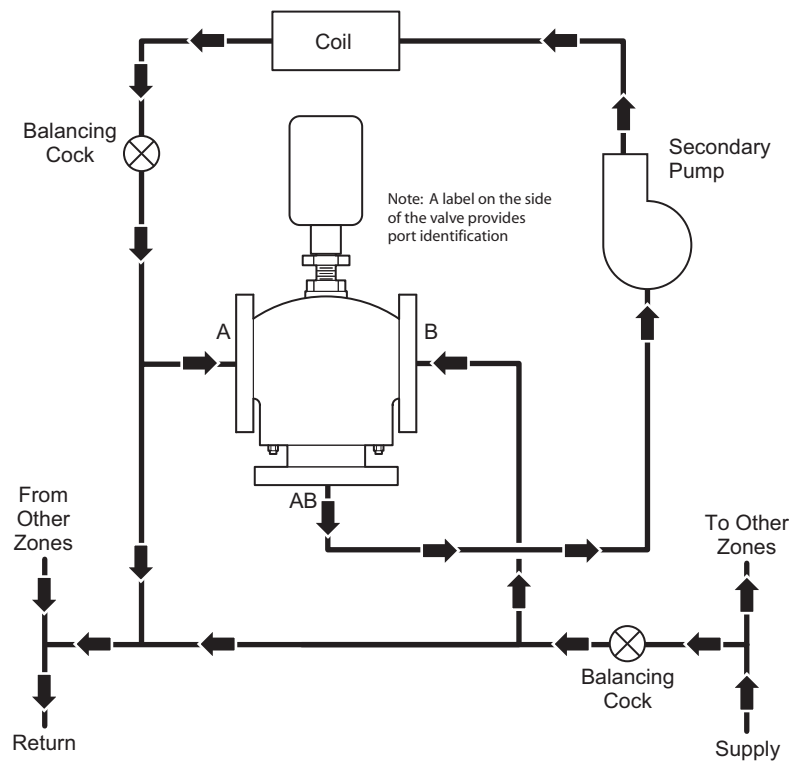 Coil
Balancing
Cock
Secondary
Pump
Note: A label on the side
of the valve provides
port identification
A
B
AB
From
Other
Zones
To Other
Zones
Balancing
Cock
Return
Supply